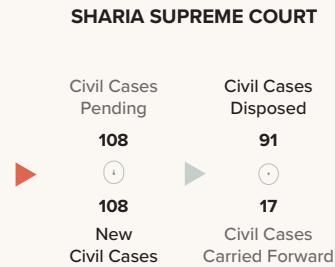 SHARIA SUPREME COURT
Civil Cases
Pending
108
108
New
Civil Cases
Civil Cases
Disposed
91
17
Civil Cases
Carried Forward